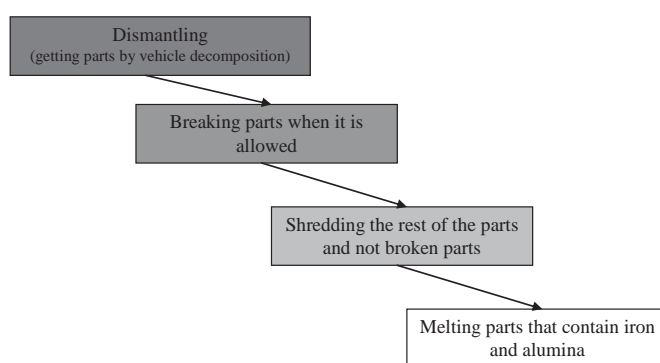 Dismantling
(getting parts by vehicle decomposition)
Breaking parts when it is
allowed
Shredding the rest of the parts
and not broken parts
Melting parts that contain iron
and alumina